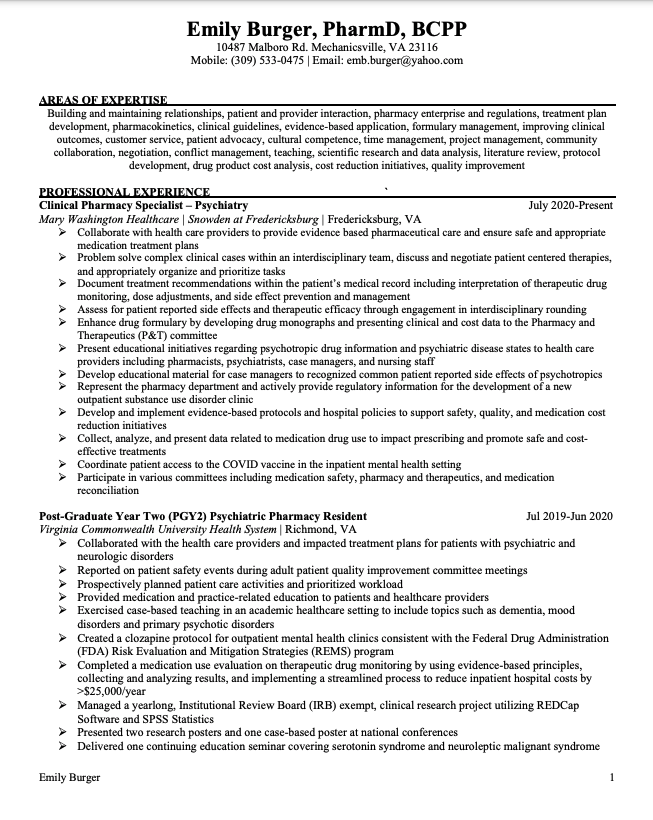 Emily Burger, PharmD, BCPP
10487 Malboro Rd. Mechanicsville, VA 23116
Mobile: (309) 533-0475 | Email: emb.burger@yahoo.com
AREAS OF EXPERTISE
Building and maintaining relationships, patient and provider interaction, pharmacy enterprise and regulations, treatment plan
development, pharmacokinetics, clinical guidelines, evidence-based application, formulary management, improving clinical
outcomes, customer service, patient advocacy, cultural competence, time management, project management, community
collaboration, negotiation, conflict management, teaching, scientific research and data analysis, literature review, protocol
development, drug product cost analysis, cost reduction initiatives, quality improvement
PROFESSIONAL EXPERIENCE `
Clinical Pharmacy Specialist – Psychiatry July 2020-Present
Mary Washington Healthcare | Snowden at Fredericksburg | Fredericksburg, VA
➢ Collaborate with health care providers to provide evidence based pharmaceutical care and ensure safe and appropriate
medication treatment plans
➢ Problem solve complex clinical cases within an interdisciplinary team, discuss and negotiate patient centered therapies,
and appropriately organize and prioritize tasks
➢ Document treatment recommendations within the patient’s medical record including interpretation of therapeutic drug
monitoring, dose adjustments, and side effect prevention and management
➢ Assess for patient reported side effects and therapeutic efficacy through engagement in interdisciplinary rounding
➢ Enhance drug formulary by developing drug monographs and presenting clinical and cost data to the Pharmacy and
Therapeutics (P&T) committee
➢ Present educational initiatives regarding psychotropic drug information and psychiatric disease states to health care
providers including pharmacists, psychiatrists, case managers, and nursing staff
➢ Develop educational material for case managers to recognized common patient reported side effects of psychotropics
➢ Represent the pharmacy department and actively provide regulatory information for the development of a new
outpatient substance use disorder clinic
➢ Develop and implement evidence-based protocols and hospital policies to support safety, quality, and medication cost
reduction initiatives
➢ Collect, analyze, and present data related to medication drug use to impact prescribing and promote safe and cost-
effective treatments
➢ Coordinate patient access to the COVID vaccine in the inpatient mental health setting
➢ Participate in various committees including medication safety, pharmacy and therapeutics, and medication
reconciliation
Post-Graduate Year Two (PGY2) Psychiatric Pharmacy Resident Jul 2019-Jun 2020
Virginia Commonwealth University Health System | Richmond, VA
➢ Collaborated with the health care providers and impacted treatment plans for patients with psychiatric and
neurologic disorders
➢ Reported on patient safety events during adult patient quality improvement committee meetings
➢ Prospectively planned patient care activities and prioritized workload
➢ Provided medication and practice-related education to patients and healthcare providers
➢ Exercised case-based teaching in an academic healthcare setting to include topics such as dementia, mood
disorders and primary psychotic disorders
➢ Created a clozapine protocol for outpatient mental health clinics consistent with the Federal Drug Administration
(FDA) Risk Evaluation and Mitigation Strategies (REMS) program
➢ Completed a medication use evaluation on therapeutic drug monitoring by using evidence-based principles,
collecting and analyzing results, and implementing a streamlined process to reduce inpatient hospital costs by
>$25,000/year
➢ Managed a yearlong, Institutional Review Board (IRB) exempt, clinical research project utilizing REDCap
Software and SPSS Statistics
➢ Presented two research posters and one case-based poster at national conferences
➢ Delivered one continuing education seminar covering serotonin syndrome and neuroleptic malignant syndrome
Emily Burger 1